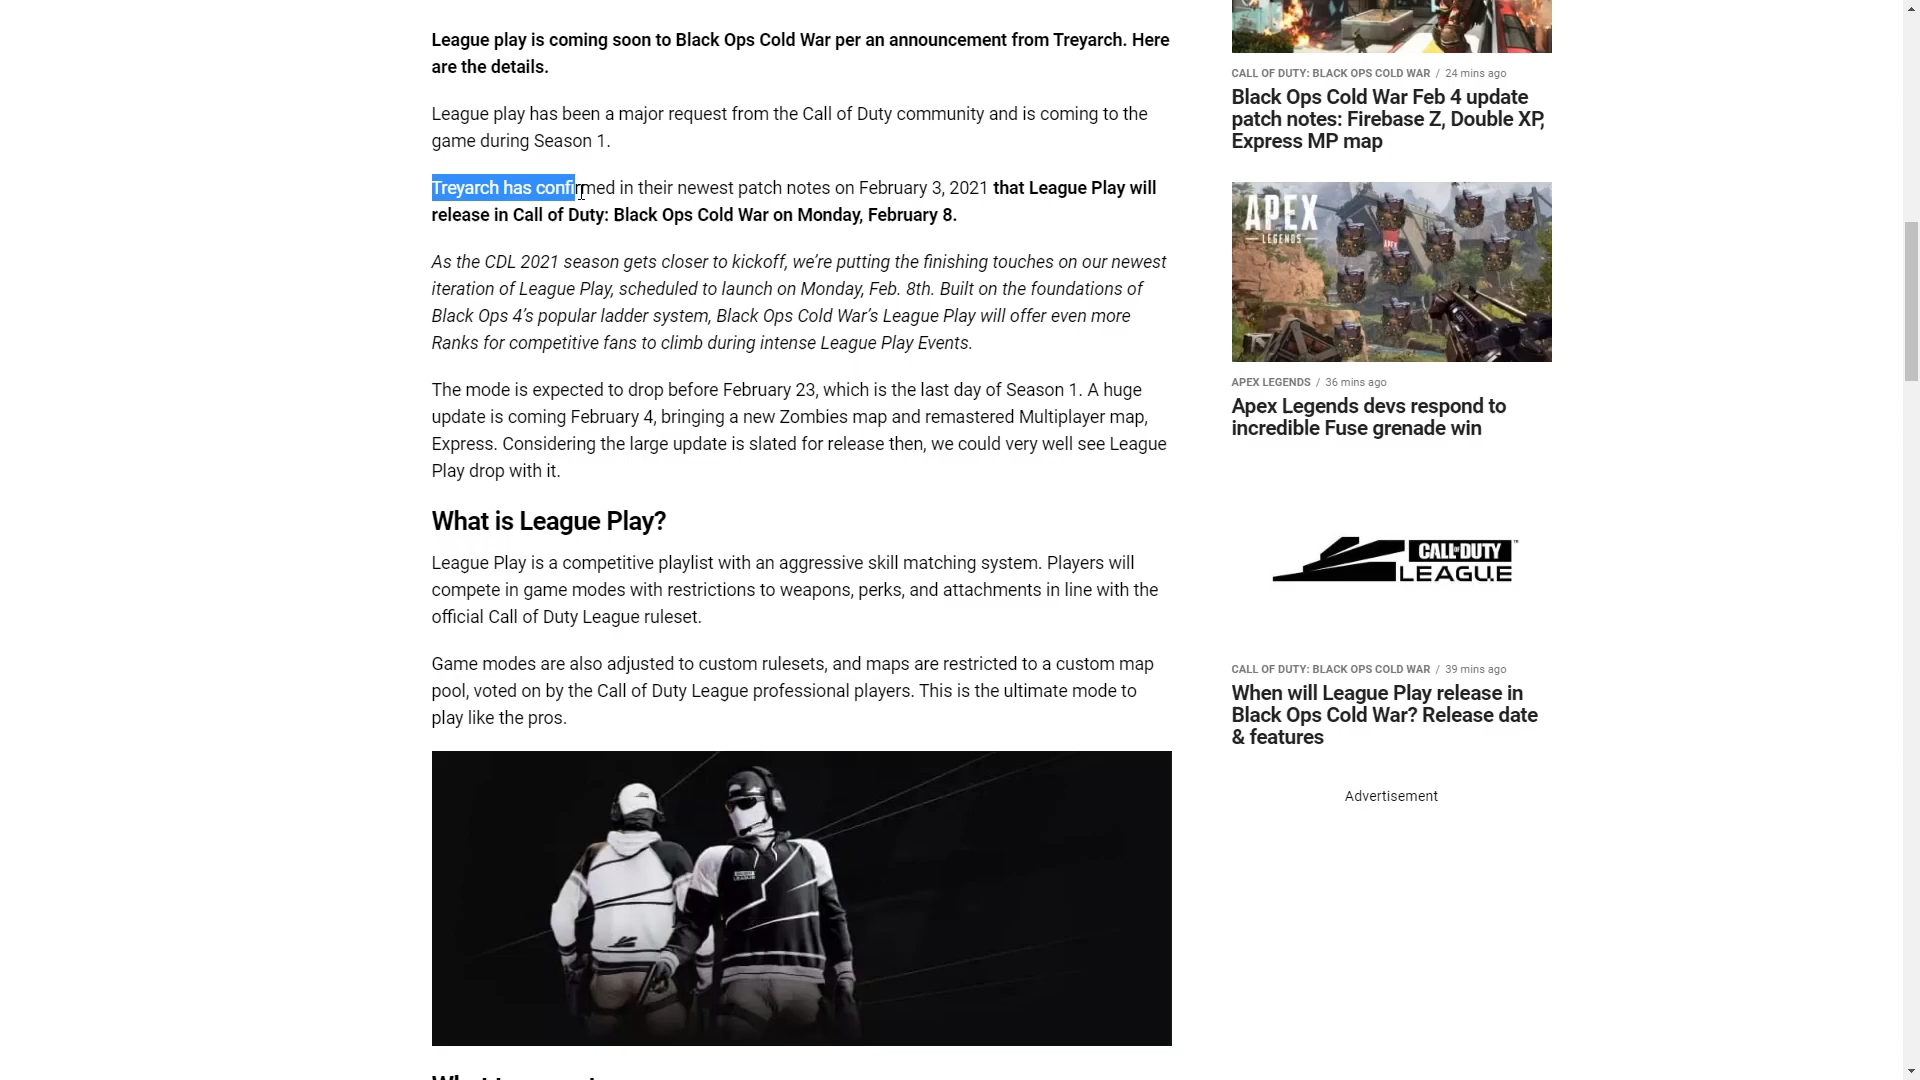 League play is coming soon to Black Ops Cold War per an announcement from Treyarch. Here
are the details.
League play has been a major request from the Call of Duty community and is coming to the
game during Season 1.
Treyarch has confirmed in their newest patch notes on February 3, 2021 that League Play will
release in Call of Duty: Black Ops Cold War on Monday, February 8.
As the CDL 2021 season gets closer to kickoff, we’re putting the finishing touches on our newest
iteration of League Play, scheduled to launch on Monday, Feb. 8th. Built on the foundations of
Black Ops 4’s popular ladder system, Black Ops Cold War’s League Play will offer even more
Ranks for competitive fans to climb during intense League Play Events.
The mode is expected to drop before February 23, which is the last day of Season 1. A huge
update is coming February 4, bringing a new Zombies map and remastered Multiplayer map,
Express. Considering the large update is slated for release then, we could very well see League
Play drop with it.
What is League Play?
League Play is a competitive playlist with an aggressive skill matching system. Players will
compete in game modes with restrictions to weapons, perks, and attachments in line with the
official Call of Duty League ruleset.
Game modes are also adjusted to custom rulesets, and maps are restricted to a custom map
pool, voted on by the Call of Duty League professional players. This is the ultimate mode to
play like the pros.
CALL OF DUTY: BLACK OPS COLD WAR / 24 mins ago
Black Ops Cold War Feb 4 update
patch notes: Firebase Z, Double XP,
Express MP map
APEX
LEGENDS
APEX LEGENDS / 36 mins ago
Apex Legends devs respond to
incredible Fuse grenade win
CALL OF DUTY
LEAGUE
CALL OF DUTY: BLACK OPS COLD WAR / 39 mins ago
When will League Play release in
Black Ops Cold War? Release date
& features
Advertisement